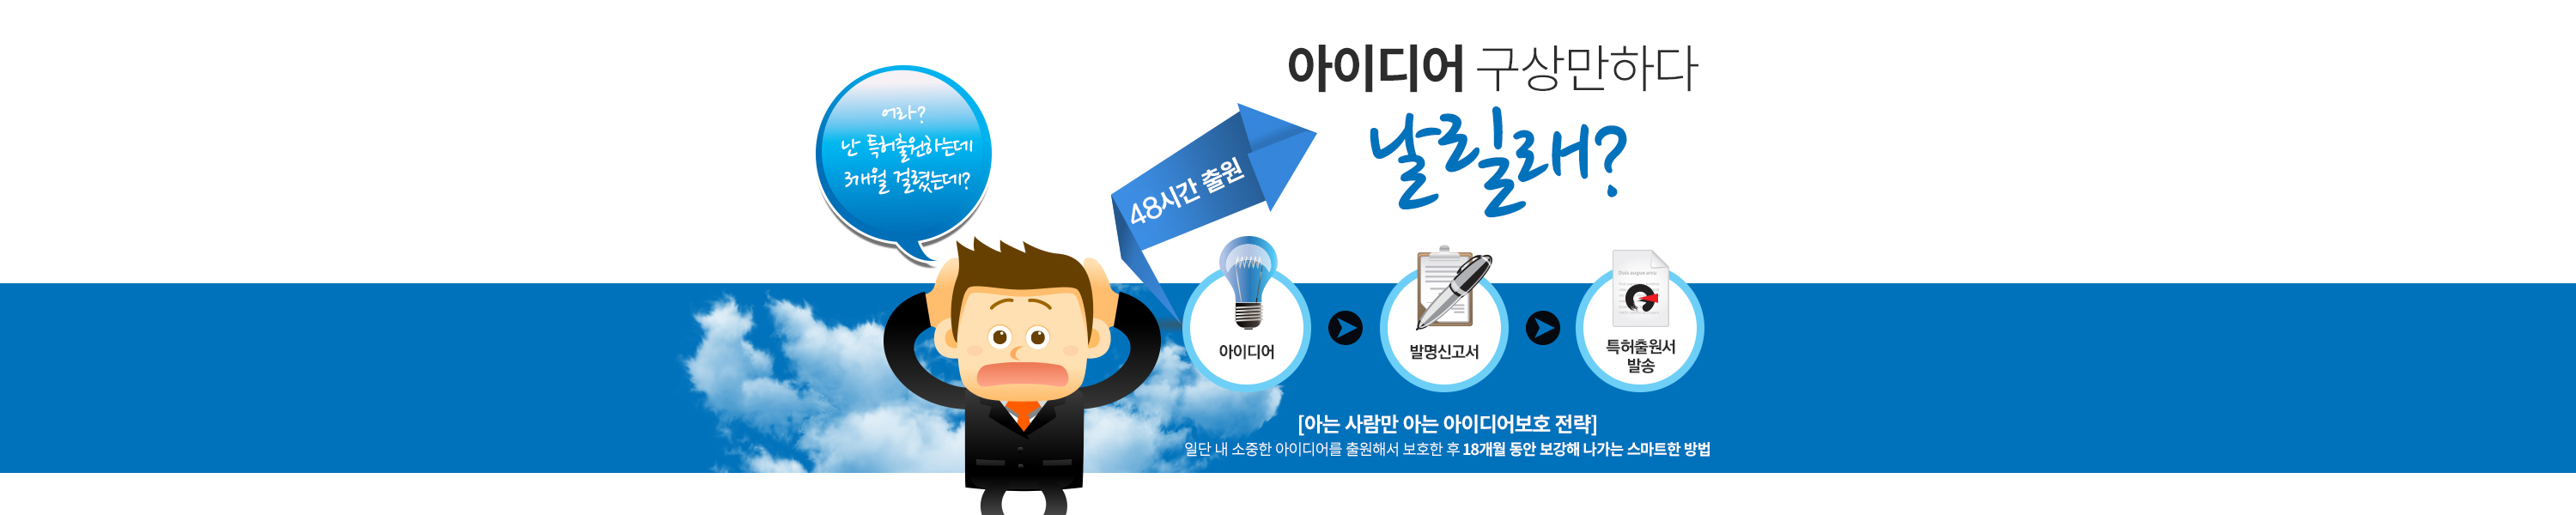 아이디어 구상만하다
날릴래?
어라?
난 특허출원하는데
3개월 걸렸는데?
48시간 출원
아이디어
발명신고서
특허출원서
발송
[아는 사람만 아는 아이디어보호 전략]
일단 내 소중한 아이디어를 출원해서 보호한 후 18개월 동안 보강해 나가는 스마트한 방법